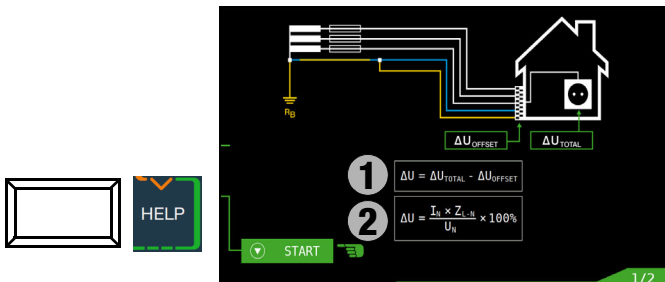 HELP
R_B
ΔU_OFFSET
ΔU_TOTAL
1
ΔU = ΔU_TOTAL - ΔU_OFFSET
2
ΔU = (I_N × Z_L-N) / U_N × 100%
START
1/2